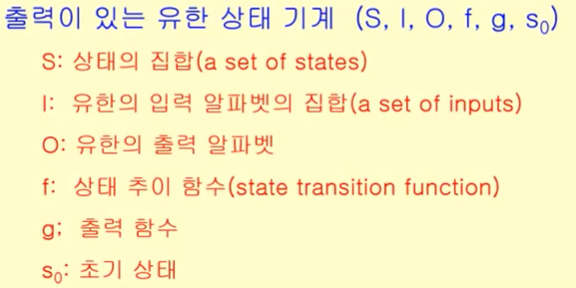 출력이 있는 유한 상태 기계 (S, I, O, f, g, s₀)
S: 상태의 집합(a set of states)
I: 유한의 입력 알파벳의 집합(a set of inputs)
O: 유한의 출력 알파벳
f: 상태 추이 함수(state transition function)
g; 출력 함수
s₀: 초기 상태